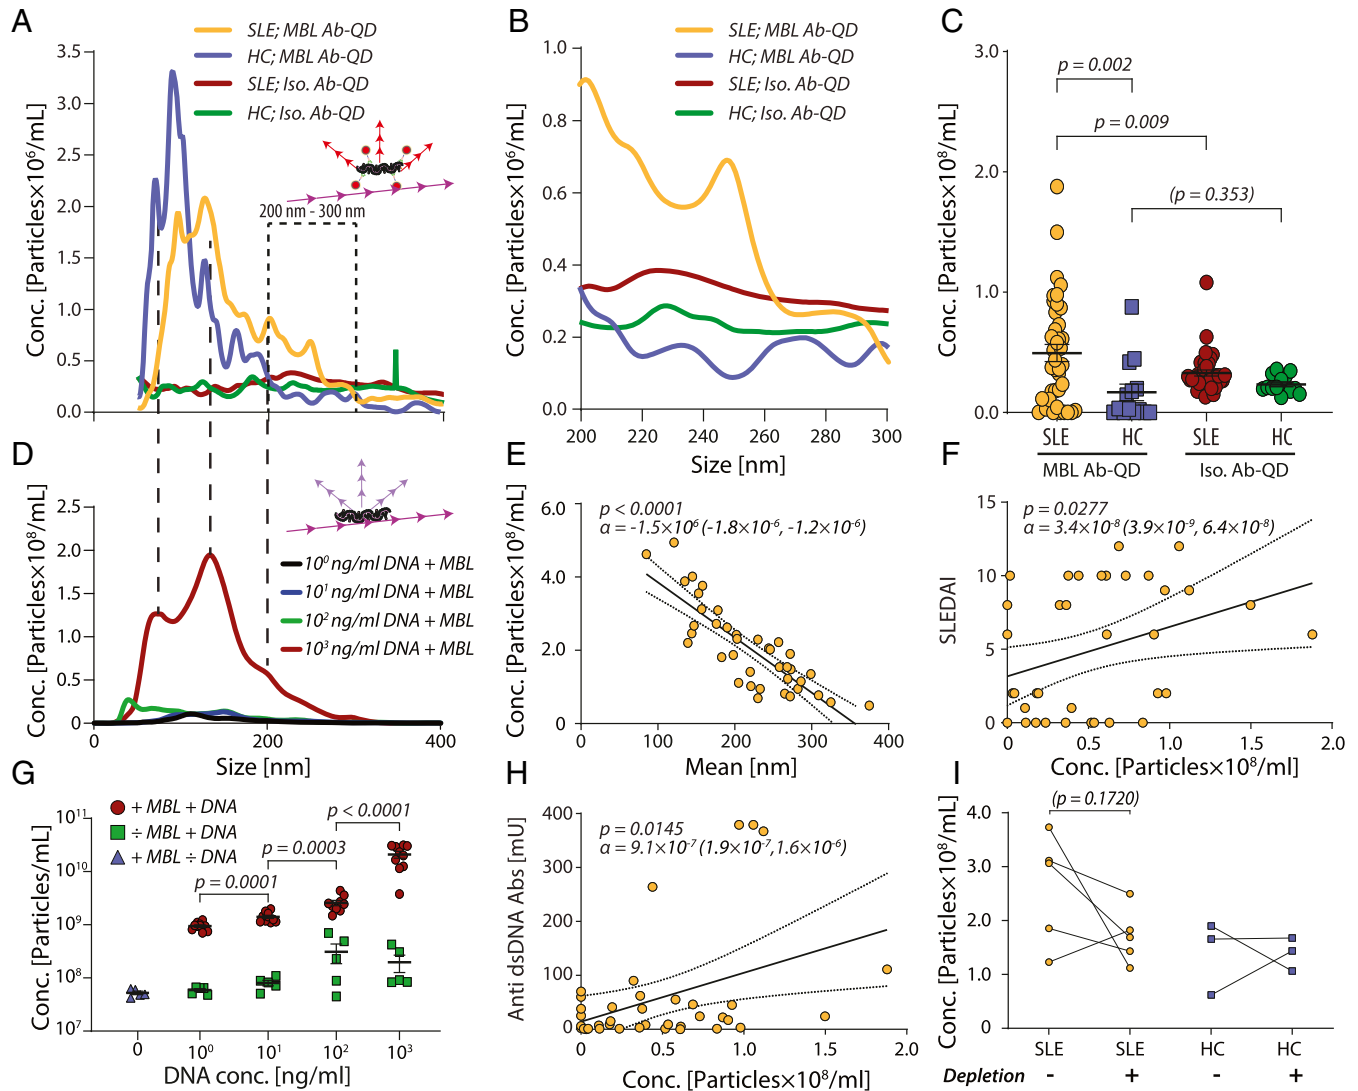 A
SLE; MBL Ab-QD
HC; MBL Ab-QD
SLE; Iso. Ab-QD
HC; Iso. Ab-QD
200 nm - 300 nm
Conc. [Particles×10⁶/mL]
3.5
3.0
2.5
2.0
1.5
1.0
0.5
0.0
B
SLE; MBL Ab-QD
HC; MBL Ab-QD
SLE; Iso. Ab-QD
HC; Iso. Ab-QD
Conc. [Particles×10⁶/mL]
1.0
0.8
0.6
0.4
0.2
0
200 220 240 260 280 300
Size [nm]
C
p = 0.002
p = 0.009
(p = 0.353)
Conc. [Particles×10⁸/mL]
3.0
2.0
1.0
0.0
SLE HC SLE HC
MBL Ab-QD Iso. Ab-QD
D
10⁰ ng/ml DNA + MBL
10¹ ng/ml DNA + MBL
10² ng/ml DNA + MBL
10³ ng/ml DNA + MBL
Conc. [Particles×10⁸/mL]
2.5
2.0
1.5
1.0
0.5
0
0 200 400
Size [nm]
E
p < 0.0001
α = -1.5×10⁶ (-1.8×10⁻⁶, -1.2×10⁻⁶)
Conc. [Particles×10⁸/mL]
6.0
4.0
2.0
0
0 100 200 300 400
Mean [nm]
F
p = 0.0277
α = 3.4×10⁻⁸ (3.9×10⁻⁹, 6.4×10⁻⁸)
SLEDAI
15
10
5
0
0 0.5 1.0 1.5 2.0
Conc. [Particles×10⁸/ml]
G
+ MBL + DNA
÷ MBL + DNA
+ MBL ÷ DNA
p < 0.0001
p = 0.0003
p = 0.0001
Conc. [Particles/mL]
10¹¹
10¹⁰
10⁹
10⁸
10⁷
0 10⁰ 10¹ 10² 10³
DNA conc. [ng/ml]
H
p = 0.0145
α = 9.1×10⁻⁷ (1.9×10⁻⁷, 1.6×10⁻⁶)
Anti dsDNA Abs [mU]
400
300
200
100
0
0 0.5 1.0 1.5 2.0
Conc. [Particles×10⁸/ml]
I
(p = 0.1720)
Conc. [Particles×10⁸/mL]
4.0
3.0
2.0
1.0
0
SLE SLE HC HC
Depletion - + - +